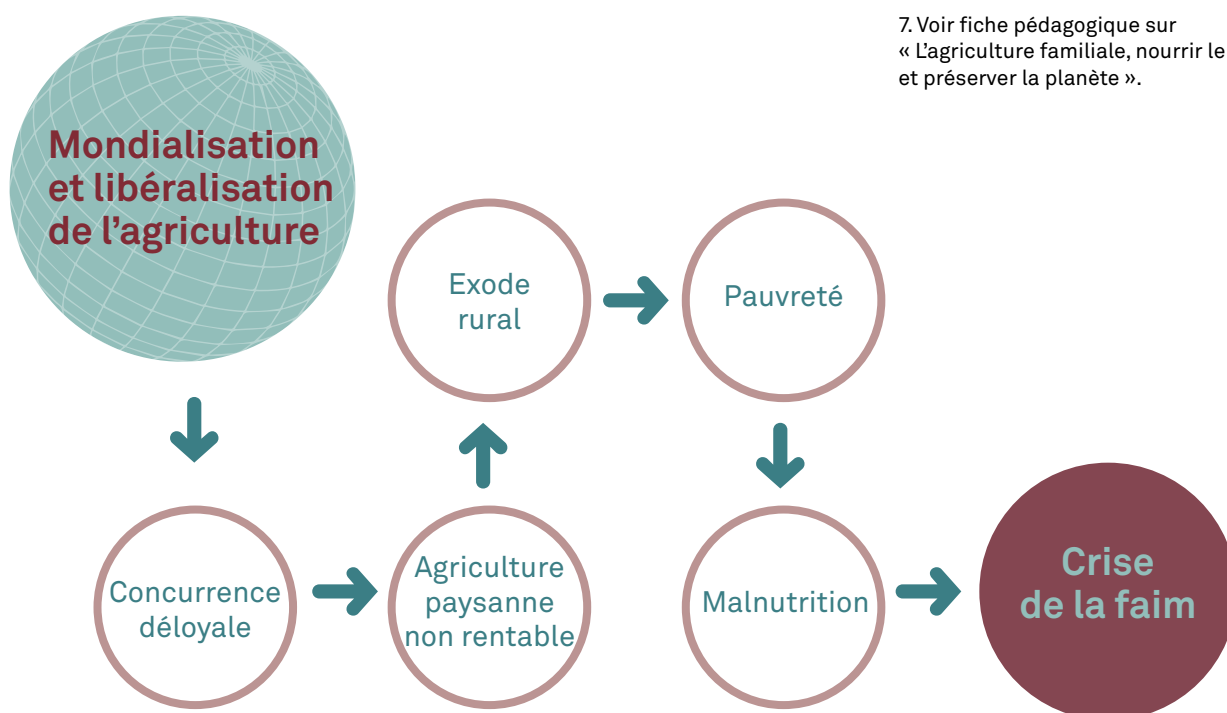 7. Voir fiche pédagogique sur
« L'agriculture familiale, nourrir le
et préserver la planète ».
Mondialisation
et libéralisation
de l'agriculture
Concurrence
déloyale
Agriculture
paysanne
non rentable
Exode
rural
Pauvreté
Malnutrition
Crise
de la faim